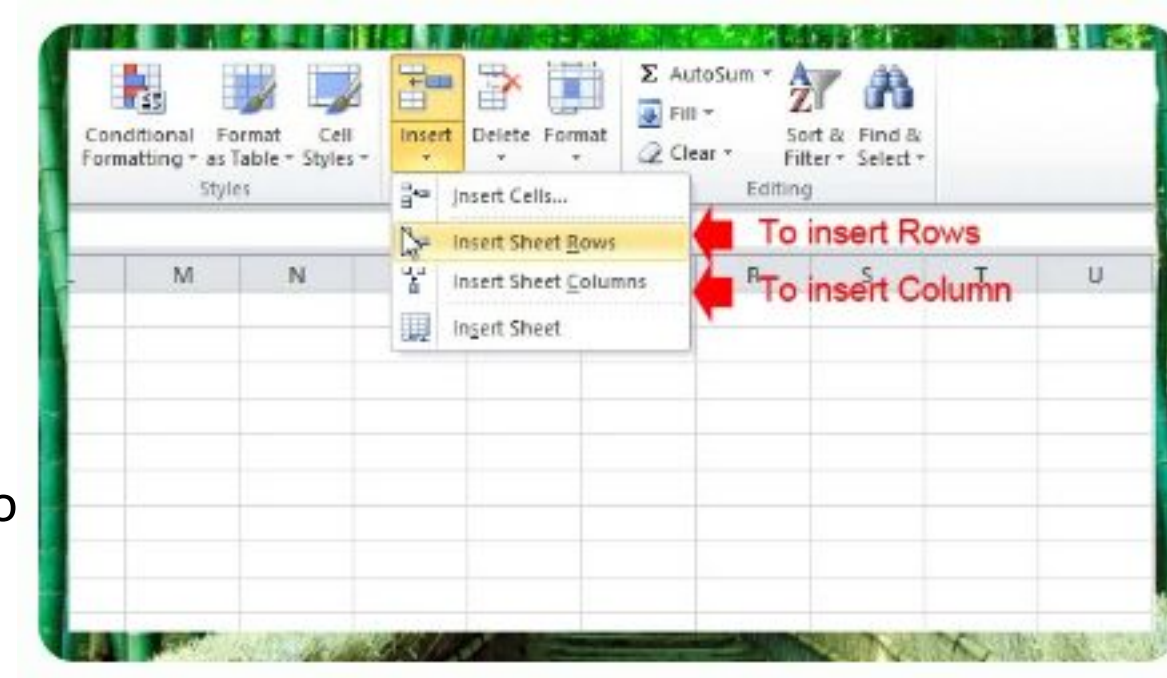 Conditional Formatting
Format as Table
Cell Styles
Styles
Insert
Delete
Format
Σ AutoSum
Fill
Clear
A
Z
Sort & Filter
Find & Select
Editing
Insert Cells...
Insert Sheet Rows
Insert Sheet Columns
Insert Sheet
To insert Rows
To insert Column
M N R S T U
o